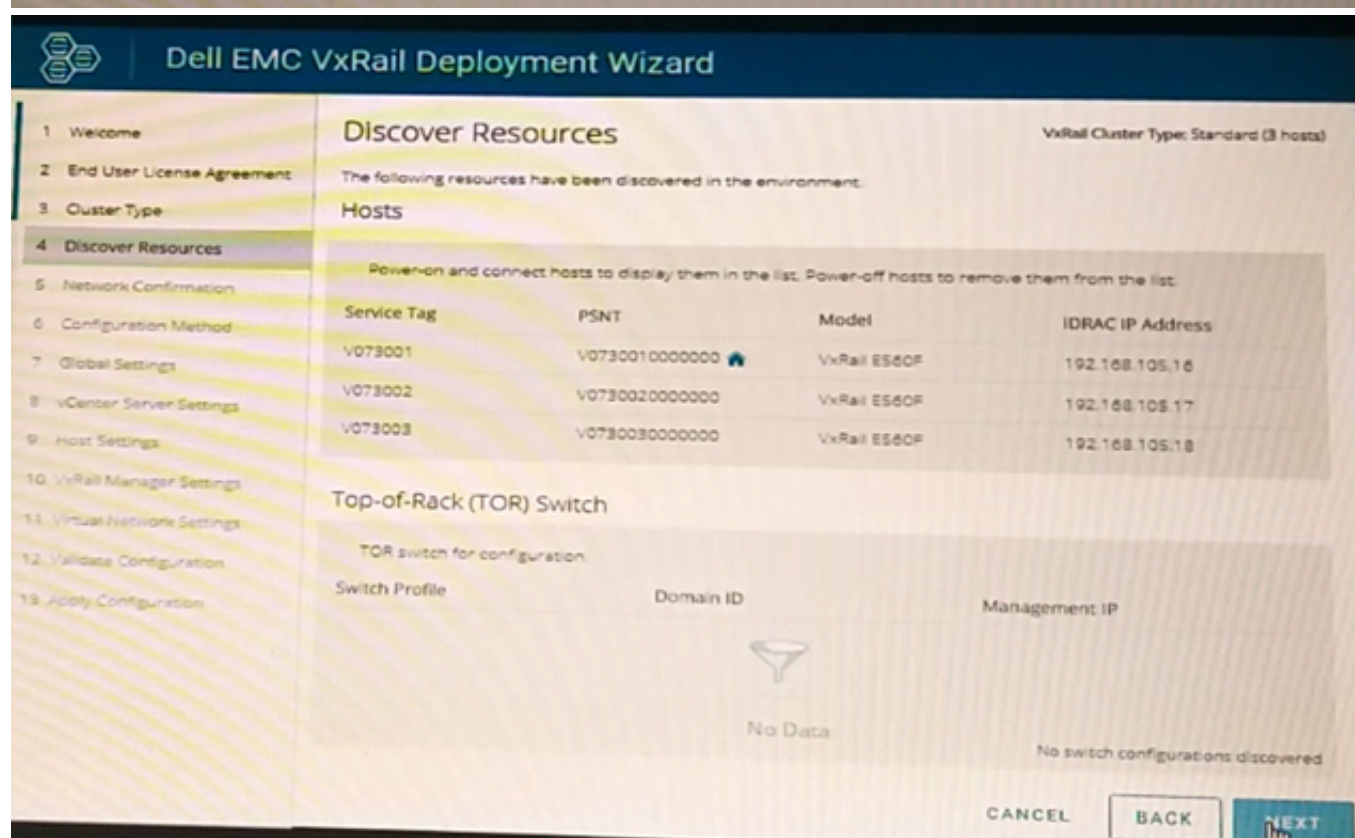 Dell EMC VxRail Deployment Wizard
1 Welcome
2 End User License Agreement
3 Cluster Type
4 Discover Resources
5 Network Confirmation
6 Configuration Method
7 Global Settings
8 vCenter Server Settings
9 Host Settings
10 VxRail Manager Settings
11 Virtual Network Settings
12 Validate Configuration
13 Apply Configuration
Discover Resources
VxRail Cluster Type: Standard (3 hosts)
The following resources have been discovered in the environment.
Hosts
Power-on and connect hosts to display them in the list. Power-off hosts to remove them from the list.
Service Tag PSNT Model IDRAC IP Address
V073001 V0730010000000 VxRail E560F 192.168.105.16
V073002 V0730020000000 VxRail E560F 192.168.105.17
V073003 V0730030000000 VxRail E560F 192.168.105.18
Top-of-Rack (TOR) Switch
TOR switch for configuration.
Switch Profile Domain ID Management IP
No Data
No switch configurations discovered
CANCEL BACK NEXT